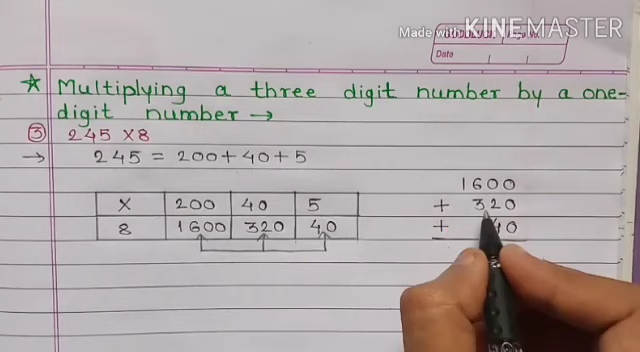 Made with KINEMASTER
Date
☆ Multiplying a three digit number by a one-
digit number →
③ 245 × 8
→ 245 = 200 + 40 + 5
X 200 40 5
8 1600 320 40
1600
+ 320
+ 40